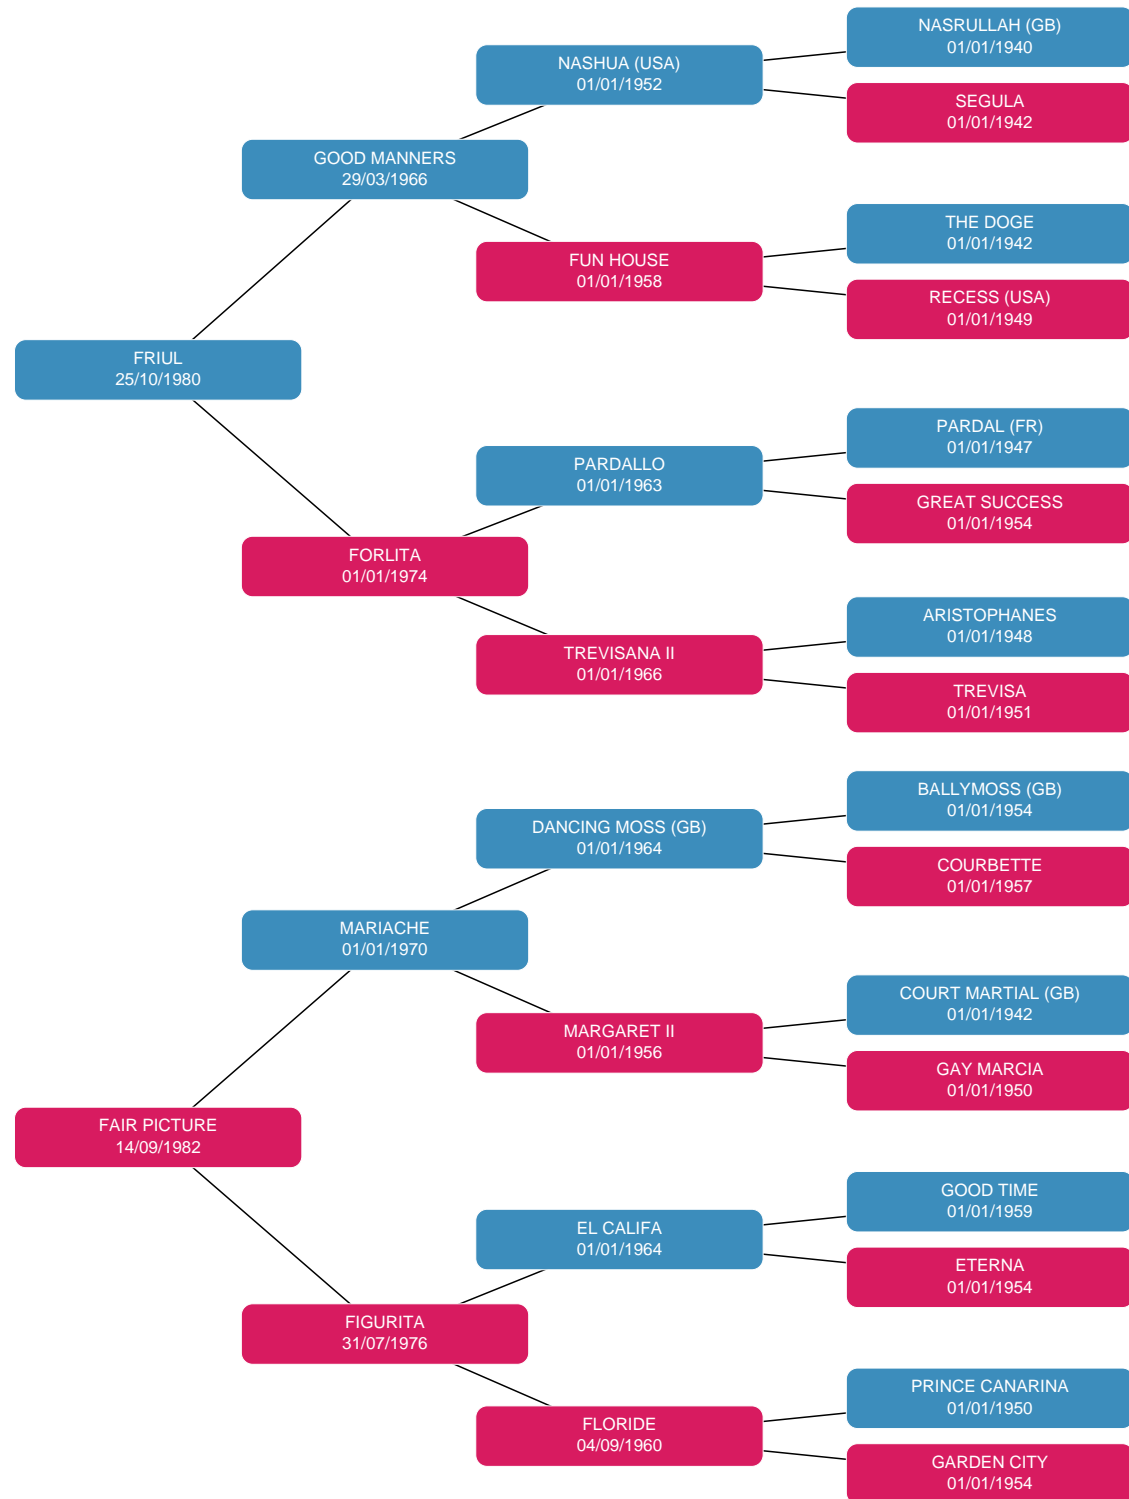 NASRULLAH (GB)
01/01/1940
NASHUA (USA)
01/01/1952
SEGULA
01/01/1942
GOOD MANNERS
29/03/1966
THE DOGE
01/01/1942
FUN HOUSE
01/01/1958
RECESS (USA)
01/01/1949
FRIUL
25/10/1980
PARDAL (FR)
01/01/1947
PARDALLO
01/01/1963
GREAT SUCCESS
01/01/1954
FORLITA
01/01/1974
ARISTOPHANES
01/01/1948
TREVISANA II
01/01/1966
TREVISA
01/01/1951
BALLYMOSS (GB)
01/01/1954
DANCING MOSS (GB)
01/01/1964
COURBETTE
01/01/1957
MARIACHE
01/01/1970
COURT MARTIAL (GB)
01/01/1942
MARGARET II
01/01/1956
GAY MARCIA
01/01/1950
FAIR PICTURE
14/09/1982
GOOD TIME
01/01/1959
EL CALIFA
01/01/1964
ETERNA
01/01/1954
FIGURITA
31/07/1976
PRINCE CANARINA
01/01/1950
FLORIDE
04/09/1960
GARDEN CITY
01/01/1954